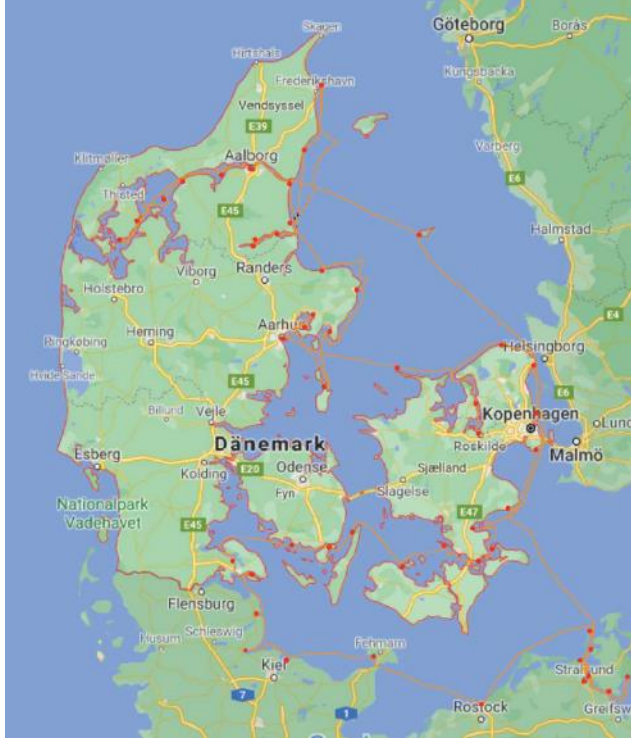 Skagen
Göteborg
Borås
Hirtshals
Kungsbacka
Frederikshavn
Vendsyssel
E39
Varberg
Klitmøller
Aalborg
E6
Thisted
E45
Halmstad
Viborg
Randers
Holstebro
E4
Aarhus
Herning
Ringkøbing
Helsingborg
Hvide Sande
E45
E6
Billund
Vejle
Kopenhagen
Lund
Dänemark
Roskilde
Malmö
Esberg
Kolding
E20
Odense
Sjælland
Fyn
Slagelse
Nationalpark
Vadehavet
E45
E47
Flensburg
Husum
Schleswig
Fehmarn
Kiel
Stralsund
7
1
Rostock
Greifsw